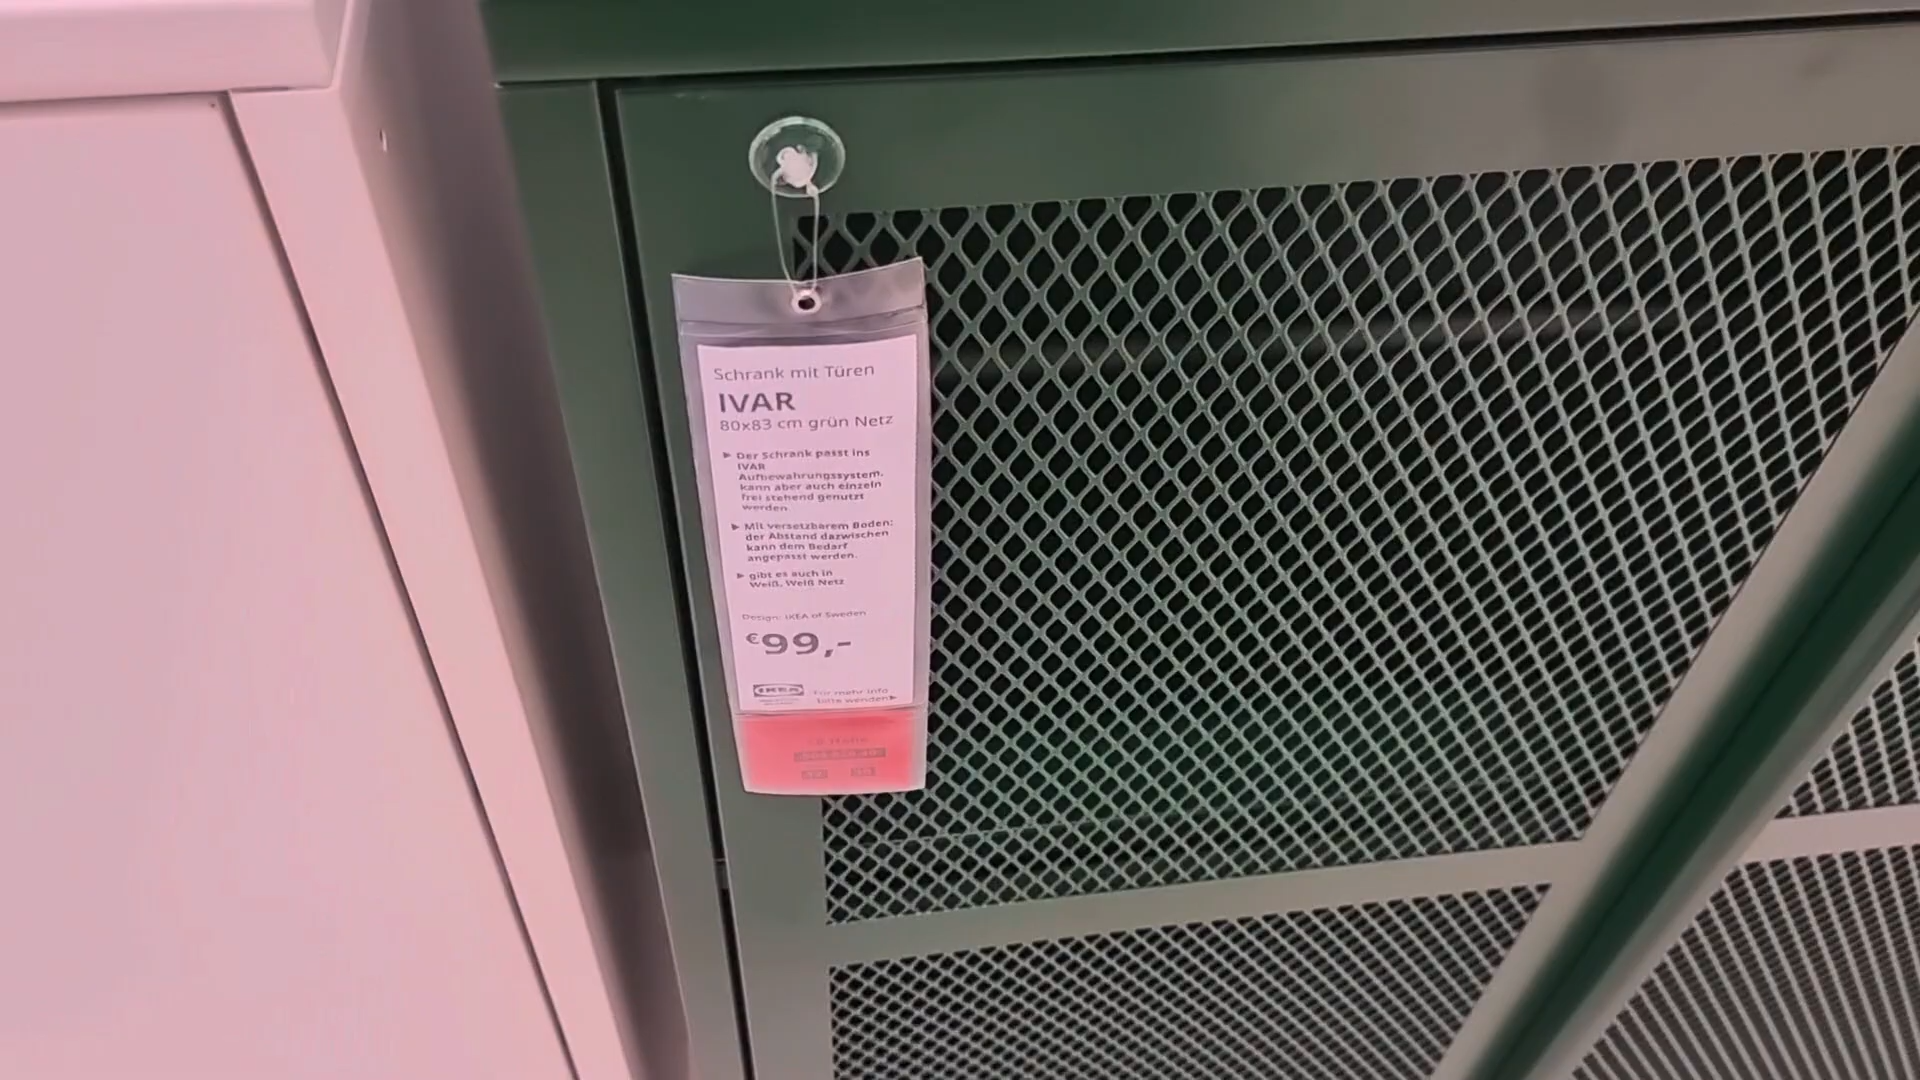 Schrank mit Türen
IVAR
80x83 cm grün Netz
▶ Der Schrank passt ins
IVAR
Aufbewahrungssystem,
kann aber auch einzeln
frei stehend genutzt
werden
▶ Mit versetzbarem Boden:
der Abstand dazwischen
kann dem Bedarf
angepasst werden.
▶ gibt es auch in
Weiß, Weiß Netz
Design: IKEA of Sweden
€99,-
IKEA
Für mehr Info
bitte wenden▶